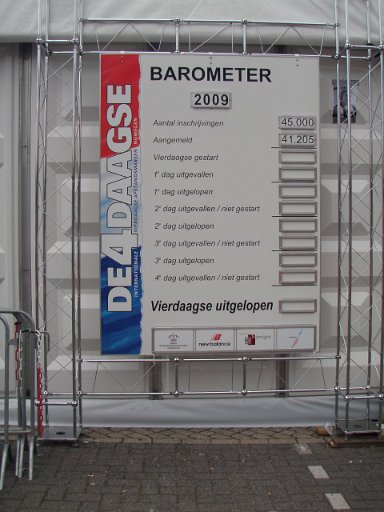 BAROMETER
2009
Aantal inschrijvingen 45.000
Aangemeld 41.205
Vierdaagse gestart
1e dag uitgevallen
1e dag uitgelopen
2e dag uitgevallen / niet gestart
2e dag uitgelopen
3e dag uitgevallen / niet gestart
3e dag uitgelopen
4e dag uitgevallen / niet gestart
Vierdaagse uitgelopen
DE 4DAAGSE
INTERNATIONALE VIERDAAGSE AFSTANDSMARSEN NIJMEGEN
new balance